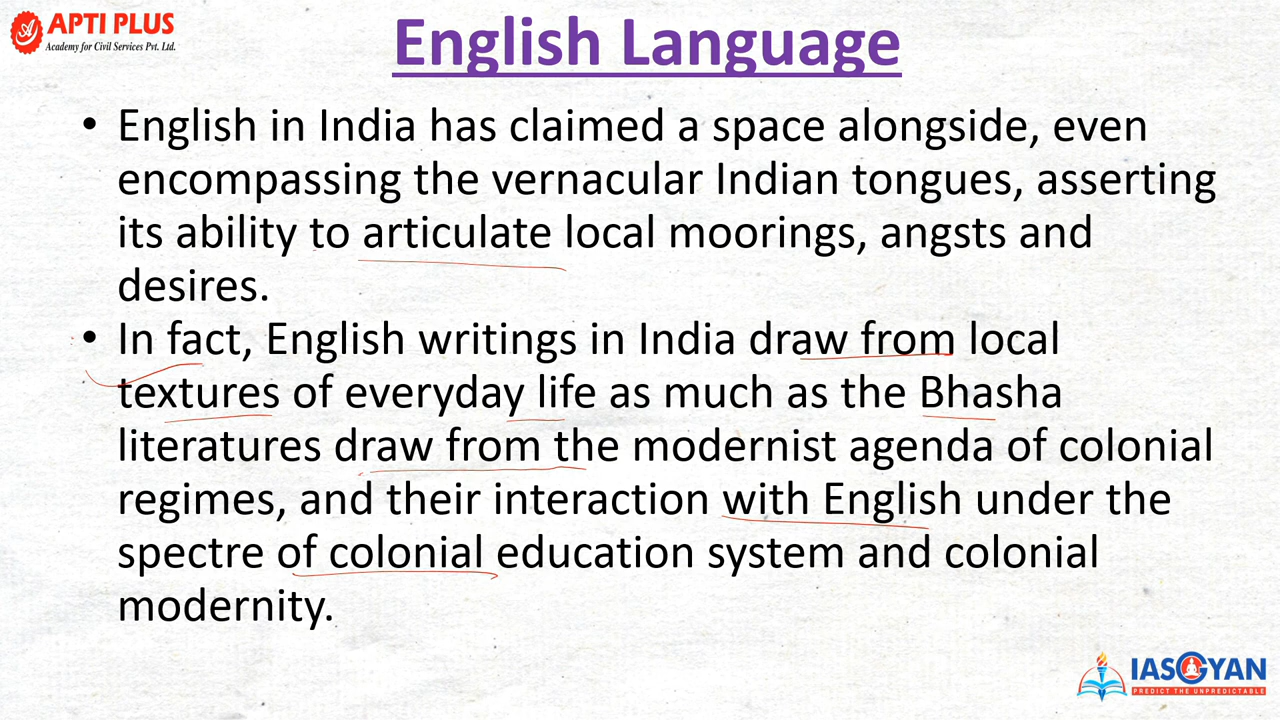 APTI PLUS
Academy for Civil Services Pvt. Ltd.
English Language
• English in India has claimed a space alongside, even
encompassing the vernacular Indian tongues, asserting
its ability to articulate local moorings, angsts and
desires.
• In fact, English writings in India draw from local
textures of everyday life as much as the Bhasha
literatures draw from the modernist agenda of colonial
regimes, and their interaction with English under the
spectre of colonial education system and colonial
modernity.
IASGYAN
PREDICT THE UNPREDICTABLE